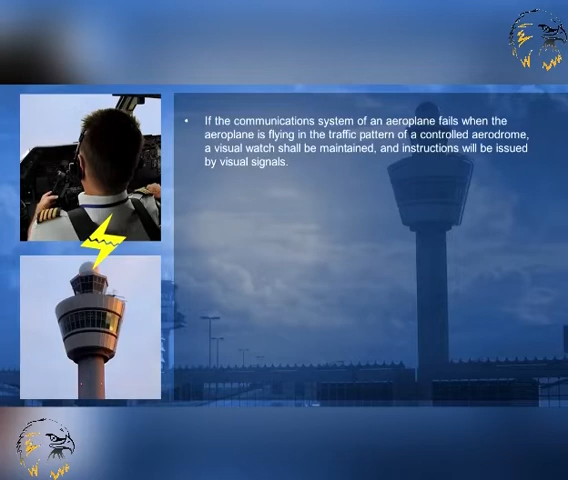 • If the communications system of an aeroplane fails when the
aeroplane is flying in the traffic pattern of a controlled aerodrome,
a visual watch shall be maintained, and instructions will be issued
by visual signals.